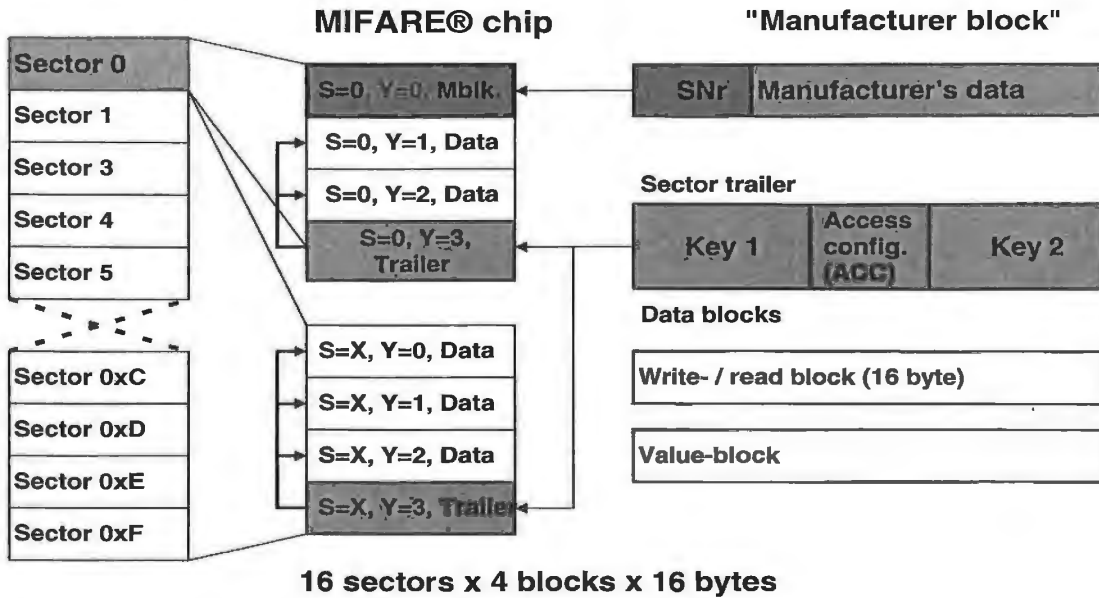 MIFARE® chip
"Manufacturer block"
Sector 0
Sector 1
Sector 3
Sector 4
Sector 5
Sector 0xC
Sector 0xD
Sector 0xE
Sector 0xF
S=0, Y=0, Mblk.
S=0, Y=1, Data
S=0, Y=2, Data
S=0, Y=3,
Trailer
S=X, Y=0, Data
S=X, Y=1, Data
S=X, Y=2, Data
S=X, Y=3, Trailer
SNr
Manufacturer's data
Sector trailer
Key 1
Access
config.
(ACC)
Key 2
Data blocks
Write- / read block (16 byte)
Value-block
16 sectors x 4 blocks x 16 bytes